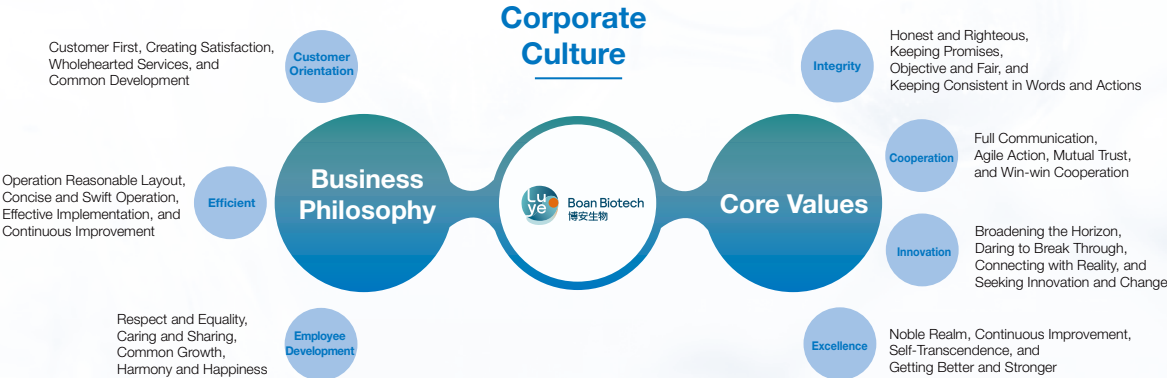 Corporate
Culture
Customer First, Creating Satisfaction,
Wholehearted Services, and
Common Development
Customer
Orientation
Operation Reasonable Layout,
Concise and Swift Operation,
Effective Implementation, and
Continuous Improvement
Efficient
Respect and Equality,
Caring and Sharing,
Common Growth,
Harmony and Happiness
Employee
Development
Business
Philosophy
Lu
ye
Boan Biotech
博安生物
Core Values
Integrity
Honest and Righteous,
Keeping Promises,
Objective and Fair, and
Keeping Consistent in Words and Actions
Cooperation
Full Communication,
Agile Action, Mutual Trust,
and Win-win Cooperation
Innovation
Broadening the Horizon,
Daring to Break Through,
Connecting with Reality, and
Seeking Innovation and Change
Excellence
Noble Realm, Continuous Improvement,
Self-Transcendence, and
Getting Better and Stronger